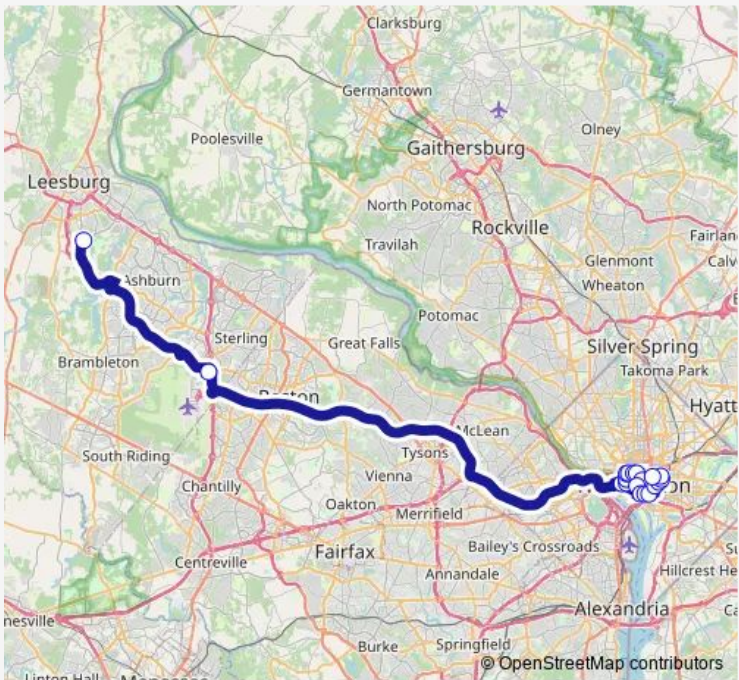 Clarksburg
Germantown
Poolesville
Olney
Gaithersburg
Leesburg
North Potomac
Rockville
Fairlan
Travilah
Glenmont
Calv
Ashburn
Wheaton
Potomac
Sterling
Great Falls
Silver Spring
Brambleton
Takoma Park
Hyatt
McLean
Tysons
South Riding
Vienna
on
Chantilly
Oakton
Merrifield
Bailey's Crossroads
Fairfax
Centreville
Annandale
Hillcrest He
Alexandria
nesville
Burke
Springfield
© OpenStreetMap contributors